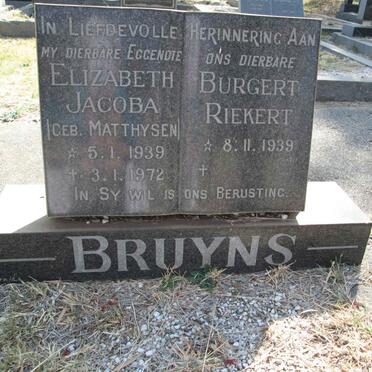 In Liefdevolle Herinnering Aan
my dierbare Eggenote
Elizabeth
Jacoba
(geb. Matthysen)
☆ 5.1.1939
✝ 3.1.1972
ons dierbare
Burgert
Riekert
☆ 8.11.1939
✝
In Sy wil is ons Berusting.
Bruyns